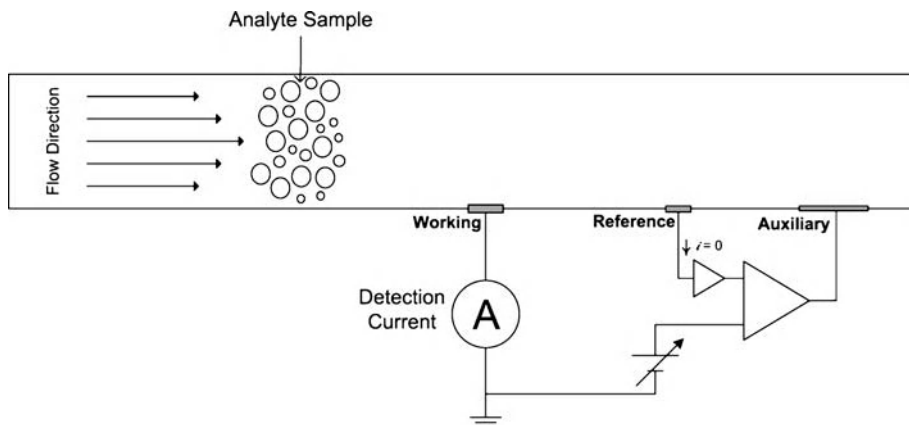 Analyte Sample
Flow Direction
Working
Reference
Auxiliary
i = 0
Detection
Current
A